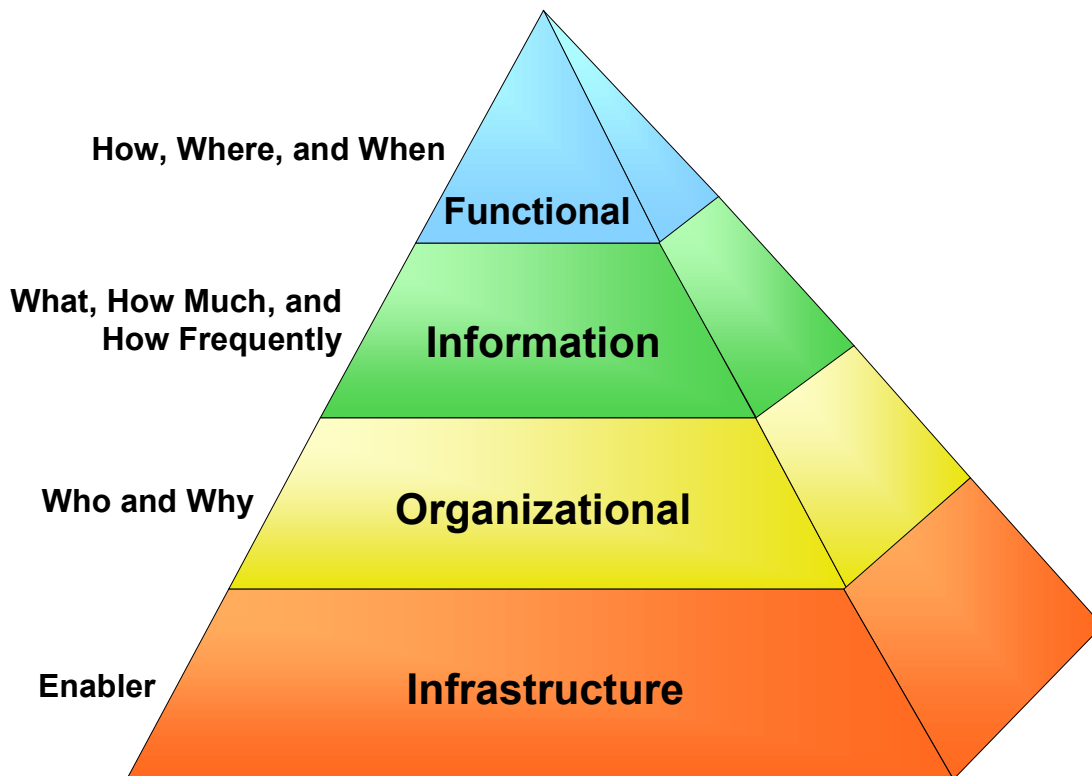 How, Where, and When
Functional
What, How Much, and
How Frequently
Information
Who and Why
Organizational
Enabler
Infrastructure